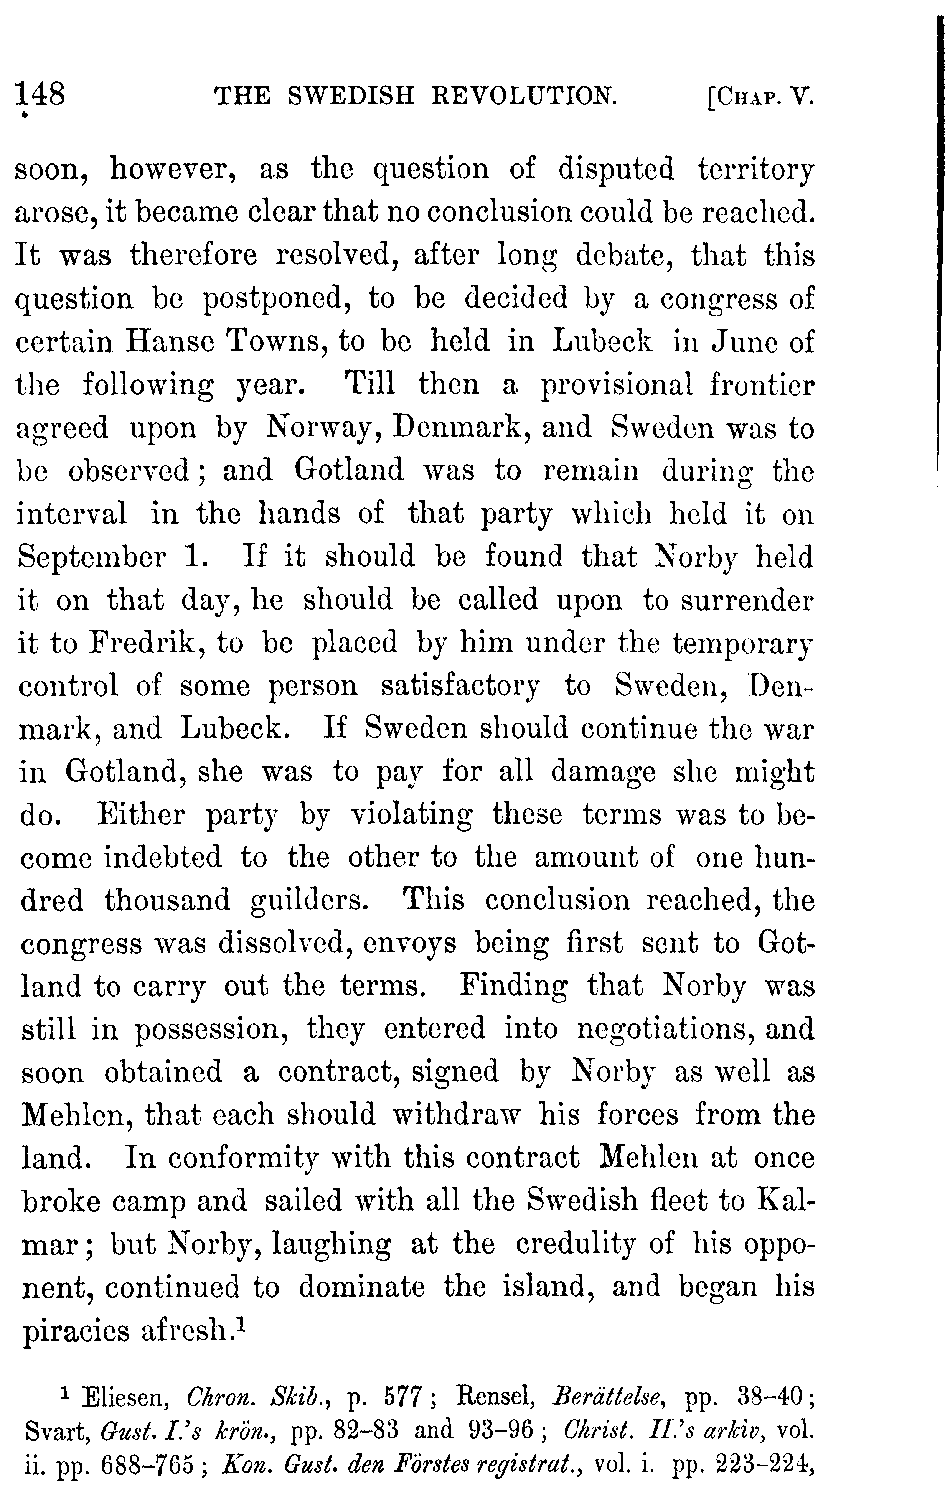 148 THE SWEDISH REVOLUTION. [CHAP. V.
soon, however, as the question of disputed territory
arose, it became clear that no conclusion could be reached.
It was therefore resolved, after long debate, that this
question be postponed, to be decided by a congress of
certain Hanse Towns, to be held in Lubeck in June of
the following year. Till then a provisional frontier
agreed upon by Norway, Denmark, and Sweden was to
be observed; and Gotland was to remain during the
interval in the hands of that party which held it on
September 1. If it should be found that Norby held
it on that day, he should be called upon to surrender
it to Fredrik, to be placed by him under the temporary
control of some person satisfactory to Sweden, Den-
mark, and Lubeck. If Sweden should continue the war
in Gotland, she was to pay for all damage she might
do. Either party by violating these terms was to be-
come indebted to the other to the amount of one hun-
dred thousand guilders. This conclusion reached, the
congress was dissolved, envoys being first sent to Got-
land to carry out the terms. Finding that Norby was
still in possession, they entered into negotiations, and
soon obtained a contract, signed by Norby as well as
Mehlen, that each should withdraw his forces from the
land. In conformity with this contract Mehlen at once
broke camp and sailed with all the Swedish fleet to Kal-
mar; but Norby, laughing at the credulity of his oppo-
nent, continued to dominate the island, and began his
piracies afresh.¹
¹ Eliesen, Chron. Skib., p. 577; Rensel, Berättelse, pp. 38–40;
Svart, Gust. I.'s krön., pp. 82–83 and 93–96; Christ. II.'s arkiv, vol.
ii. pp. 688–765; Kon. Gust. den Förstes registrat., vol. i. pp. 223–224,